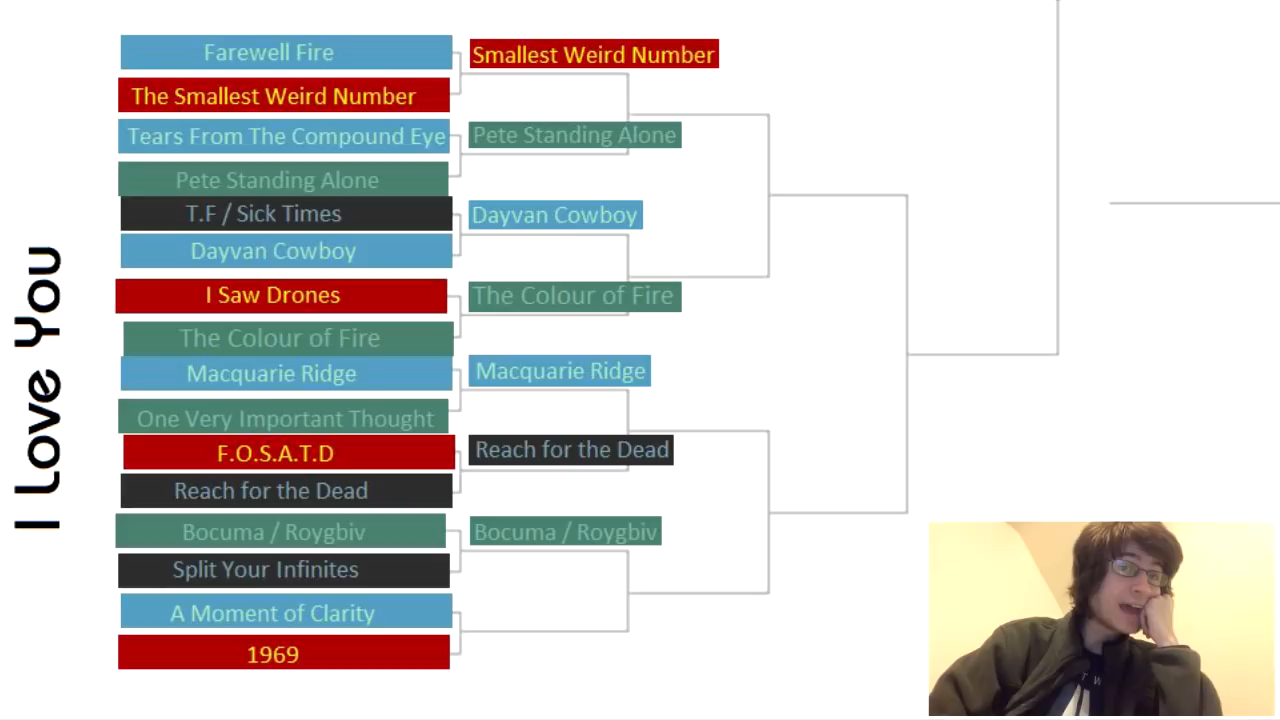 I Love You
Farewell Fire
The Smallest Weird Number
Tears From The Compound Eye
Pete Standing Alone
T.F / Sick Times
Dayvan Cowboy
I Saw Drones
The Colour of Fire
Macquarie Ridge
One Very Important Thought
F.O.S.A.T.D
Reach for the Dead
Bocuma / Roygbiv
Split Your Infinites
A Moment of Clarity
1969
Smallest Weird Number
Pete Standing Alone
Dayvan Cowboy
The Colour of Fire
Macquarie Ridge
Reach for the Dead
Bocuma / Roygbiv
T W